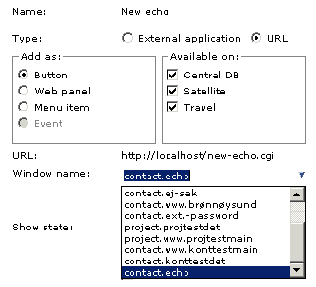 Name: New echo
Type: External application URL
Add as: Available on:
Button Central DB
Web panel Satellite
Menu item Travel
Event
URL: http://localhost/new-echo.cgi
Window name: contact.echo
contact.ej-sak
contact.www.brønnøysund
contact.ext.-password
Show state: project.projtestdet
project.www.projtestmain
contact.www.konttestmain
contact.konttestdet
contact.echo